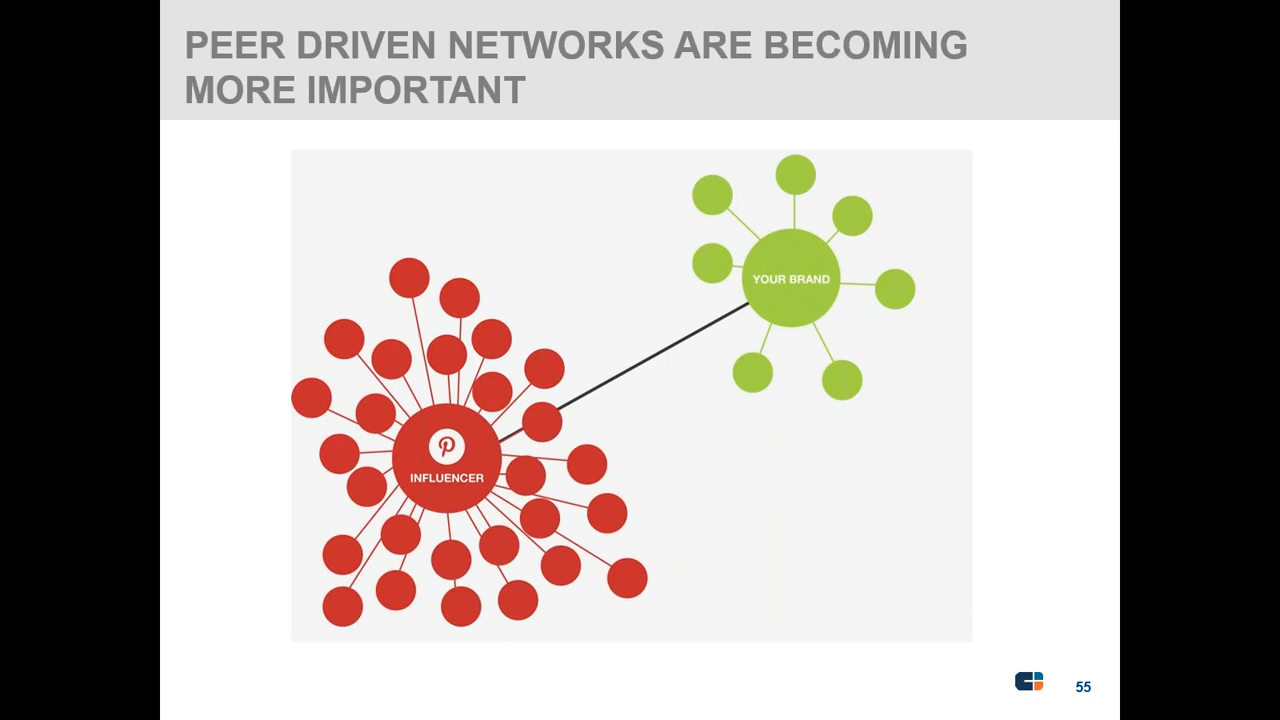 PEER DRIVEN NETWORKS ARE BECOMING
MORE IMPORTANT
YOUR BRAND
INFLUENCER
55